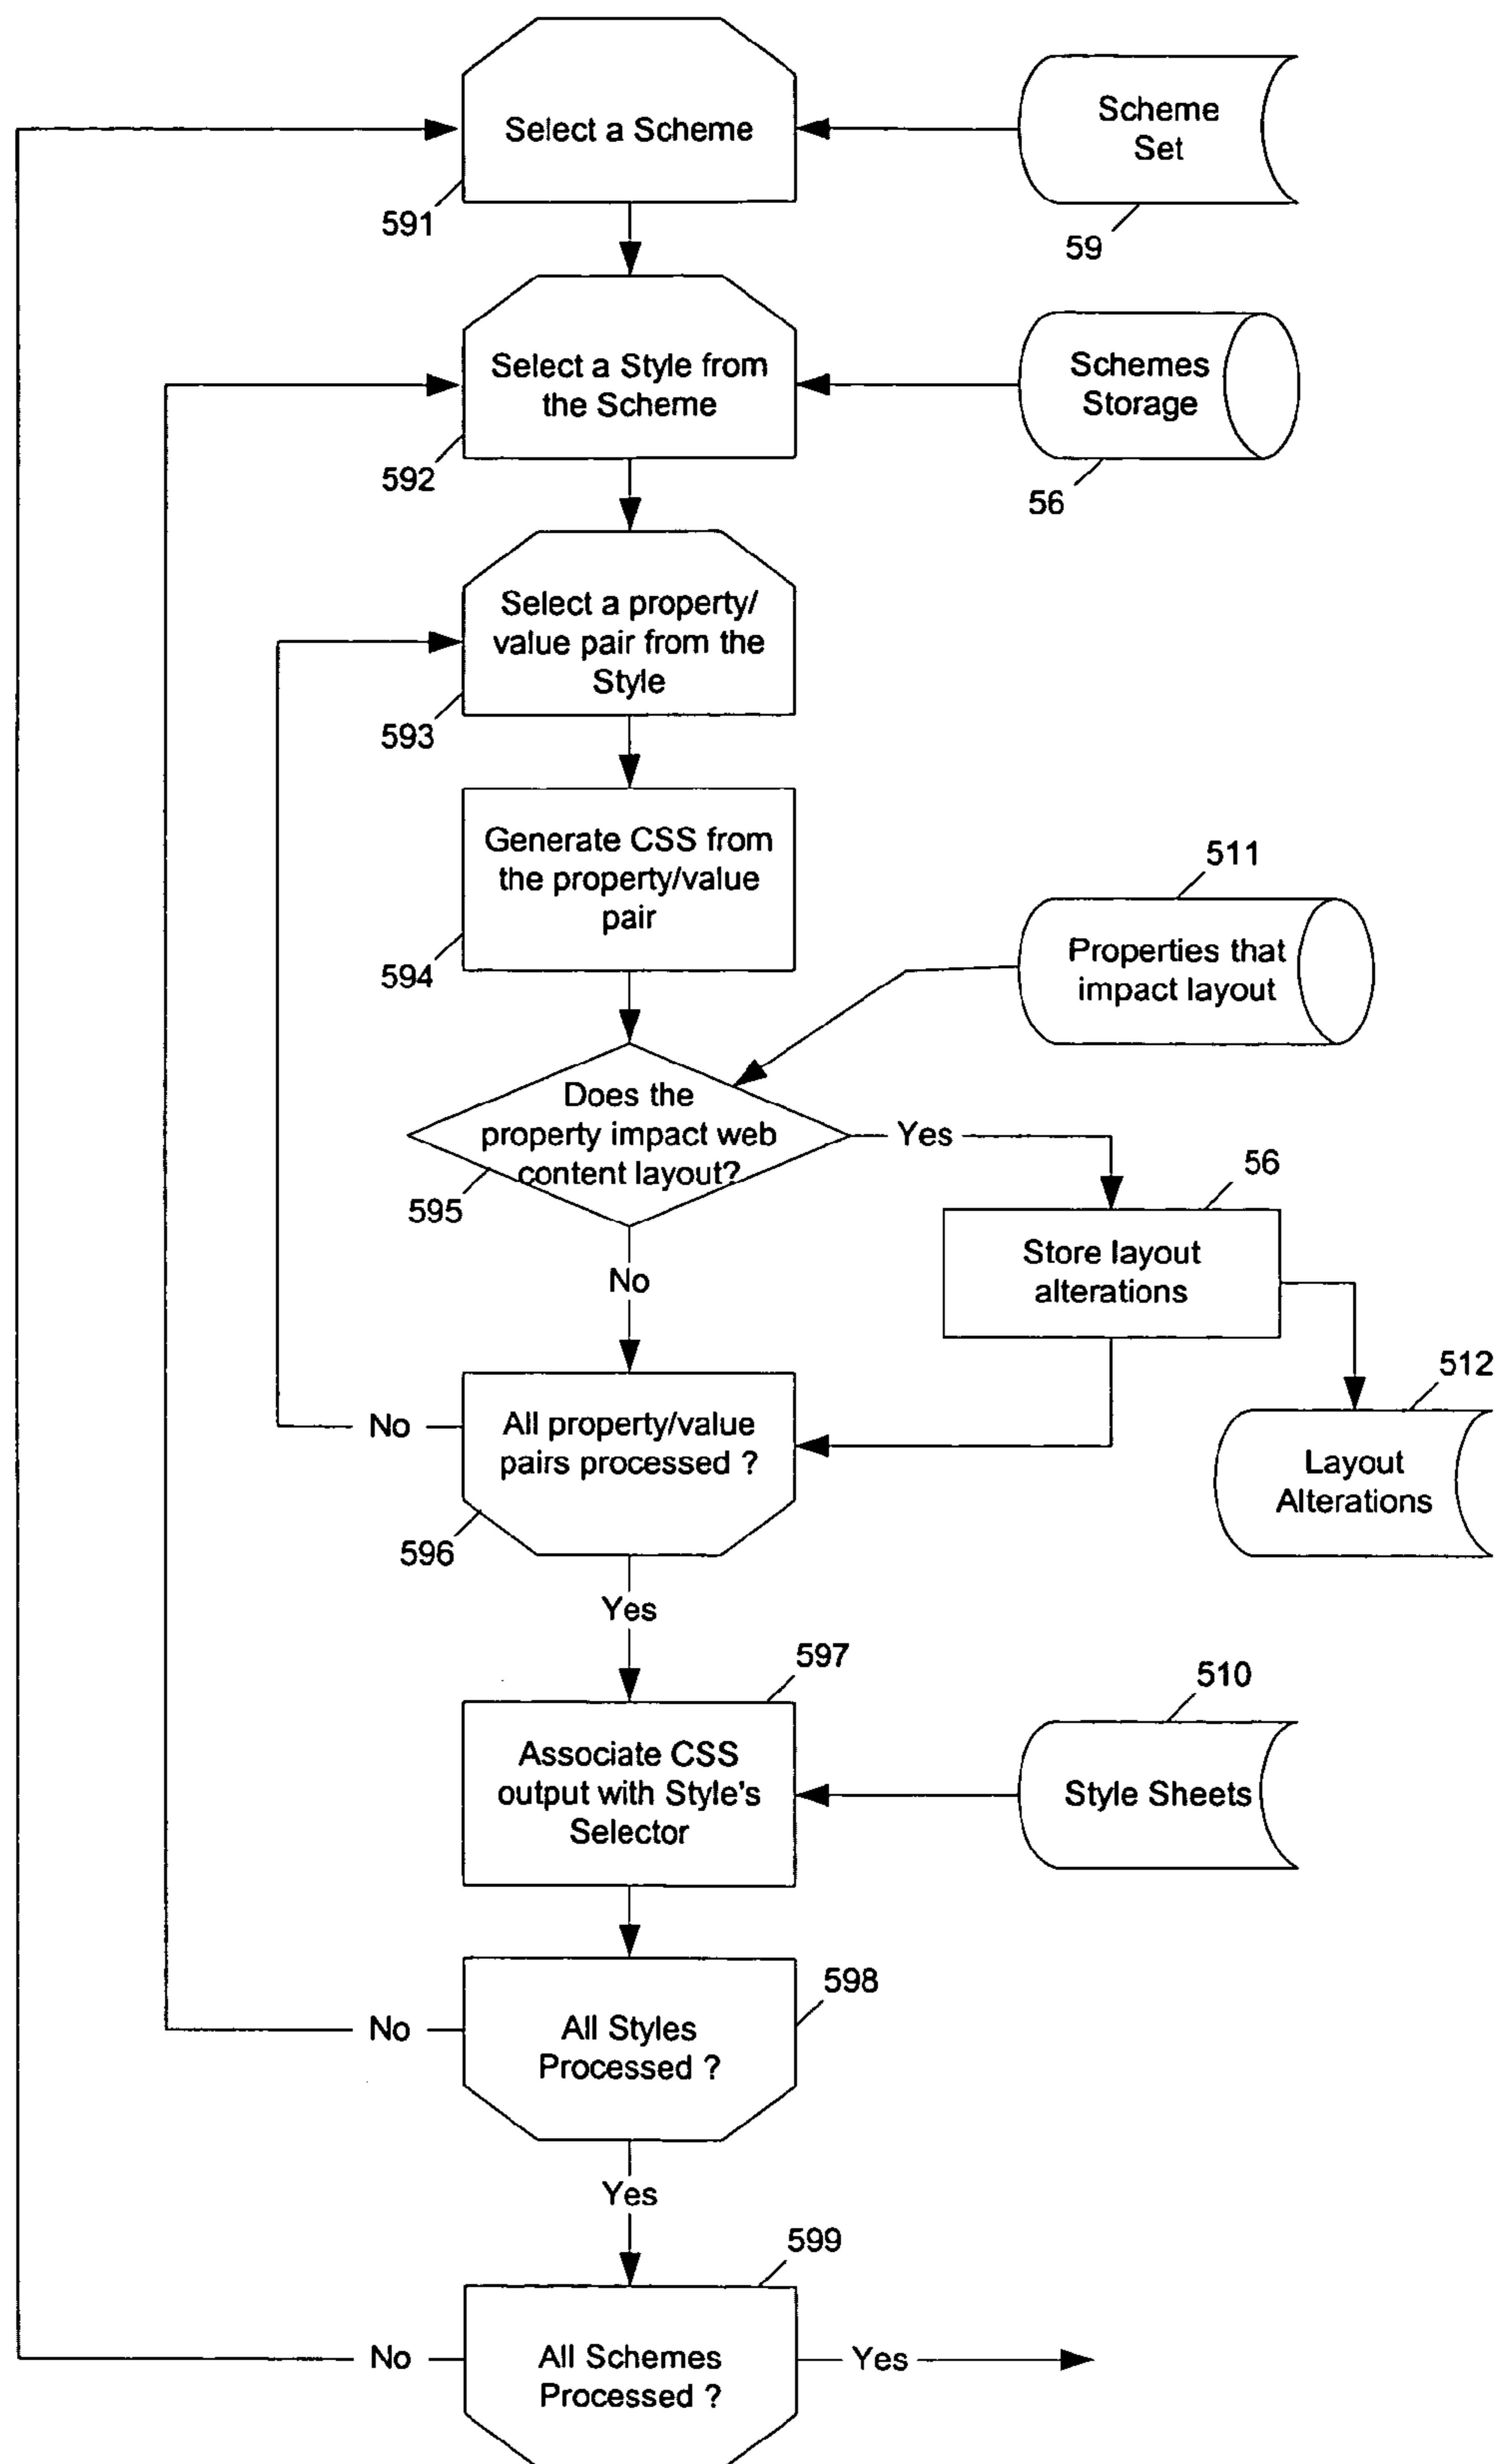 Select a Scheme
591
Scheme
Set
59
Select a Style from
the Scheme
592
Schemes
Storage
56
Select a property/
value pair from the
Style
593
Generate CSS from
the property/value
pair
594
511
Properties that
impact layout
Does the
property impact web
content layout?
595
Yes
56
Store layout
alterations
No
512
Layout
Alterations
All property/value
pairs processed ?
No
596
Yes
597
Associate CSS
output with Style's
Selector
510
Style Sheets
598
All Styles
Processed ?
No
Yes
599
All Schemes
Processed ?
No
Yes